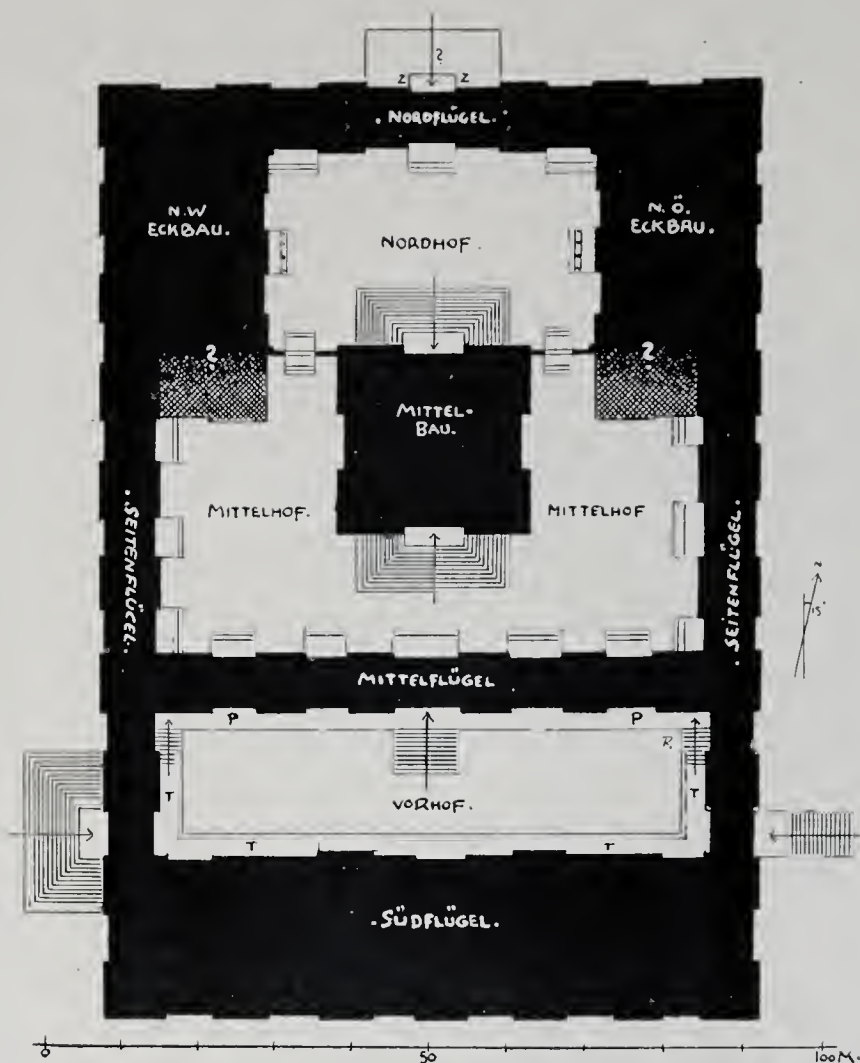 ?
Z Z
. NORDFLÜGEL.
N.W
ECKBAU.
N.Ö.
ECKBAU.
NORDHOF.
?
?
MITTEL-
BAU.
MITTELHOF.
MITTELHOF
.SEITENFLÜGEL.
.SEITENFLÜGEL.
N
15°
MITTELFLÜGEL
P
P
R.
T
T
VORHOF.
T
T
.SÜDFLÜGEL.
0
50
100 M.